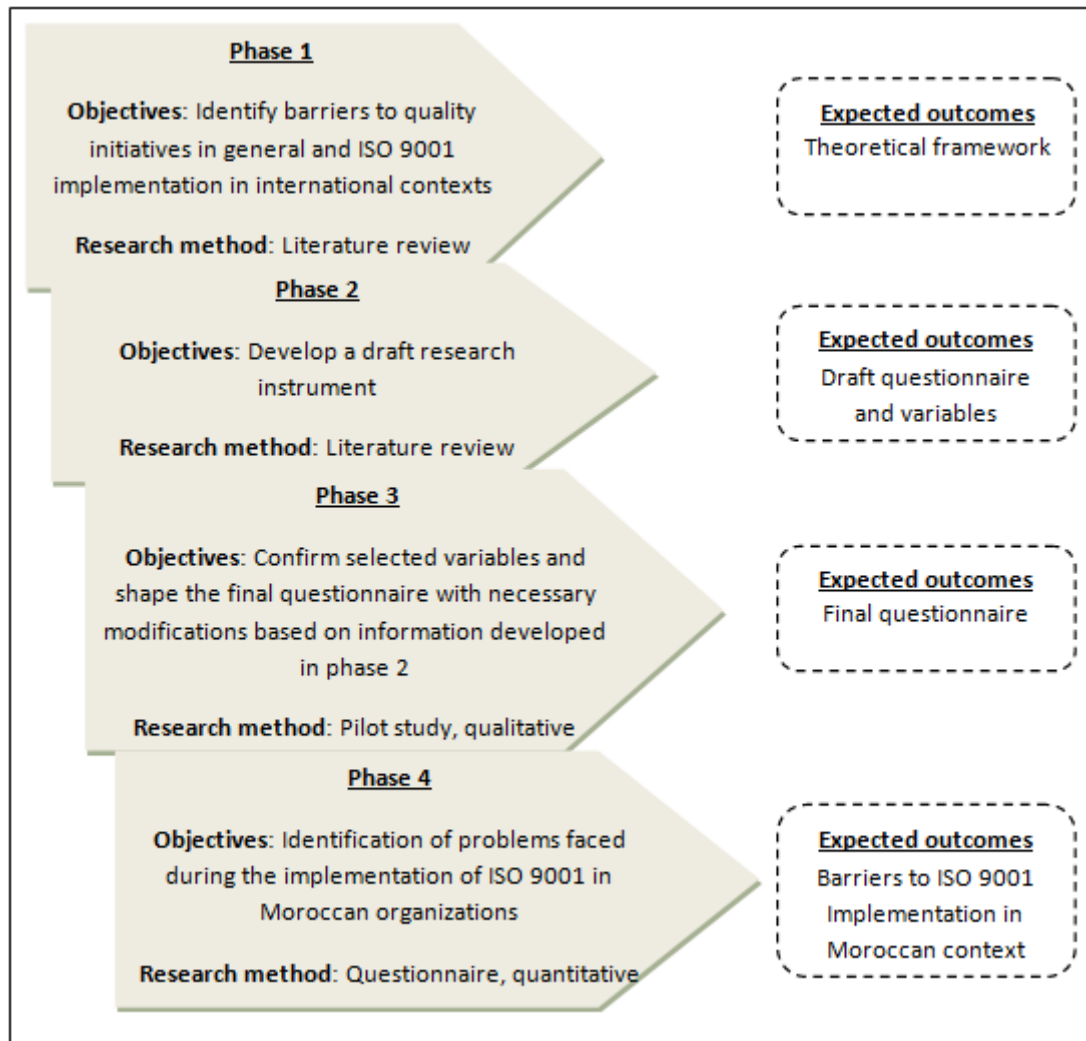 Phase 1
Objectives: Identify barriers to quality
initiatives in general and ISO 9001
implementation in international contexts
Research method: Literature review
Expected outcomes
Theoretical framework
Phase 2
Objectives: Develop a draft research
instrument
Research method: Literature review
Expected outcomes
Draft questionnaire
and variables
Phase 3
Objectives: Confirm selected variables and
shape the final questionnaire with necessary
modifications based on information developed
in phase 2
Research method: Pilot study, qualitative
Expected outcomes
Final questionnaire
Phase 4
Objectives: Identification of problems faced
during the implementation of ISO 9001 in
Moroccan organizations
Research method: Questionnaire, quantitative
Expected outcomes
Barriers to ISO 9001
Implementation in
Moroccan context